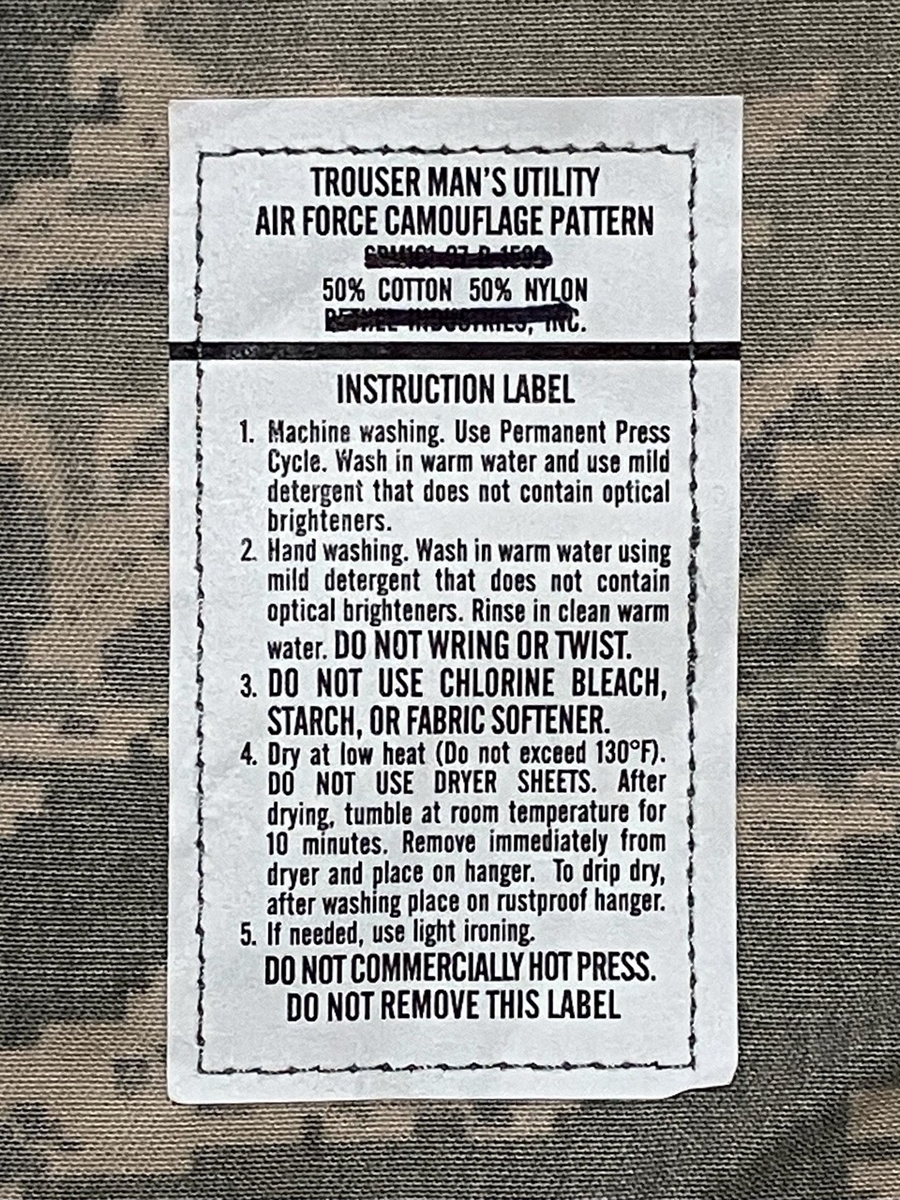 TROUSER MAN'S UTILITY
AIR FORCE CAMOUFLAGE PATTERN
50% COTTON 50% NYLON
INDUSTRIES, INC.
INSTRUCTION LABEL
1. Machine washing. Use Permanent Press
Cycle. Wash in warm water and use mild
detergent that does not contain optical
brighteners.
2. Hand washing. Wash in warm water using
mild detergent that does not contain
optical brighteners. Rinse in clean warm
water. DO NOT WRING OR TWIST.
3. DO NOT USE CHLORINE BLEACH,
STARCH, OR FABRIC SOFTENER.
4. Dry at low heat (Do not exceed 130°F).
DO NOT USE DRYER SHEETS. After
drying, tumble at room temperature for
10 minutes. Remove immediately from
dryer and place on hanger. To drip dry,
after washing place on rustproof hanger.
5. If needed, use light ironing.
DO NOT COMMERCIALLY HOT PRESS.
DO NOT REMOVE THIS LABEL